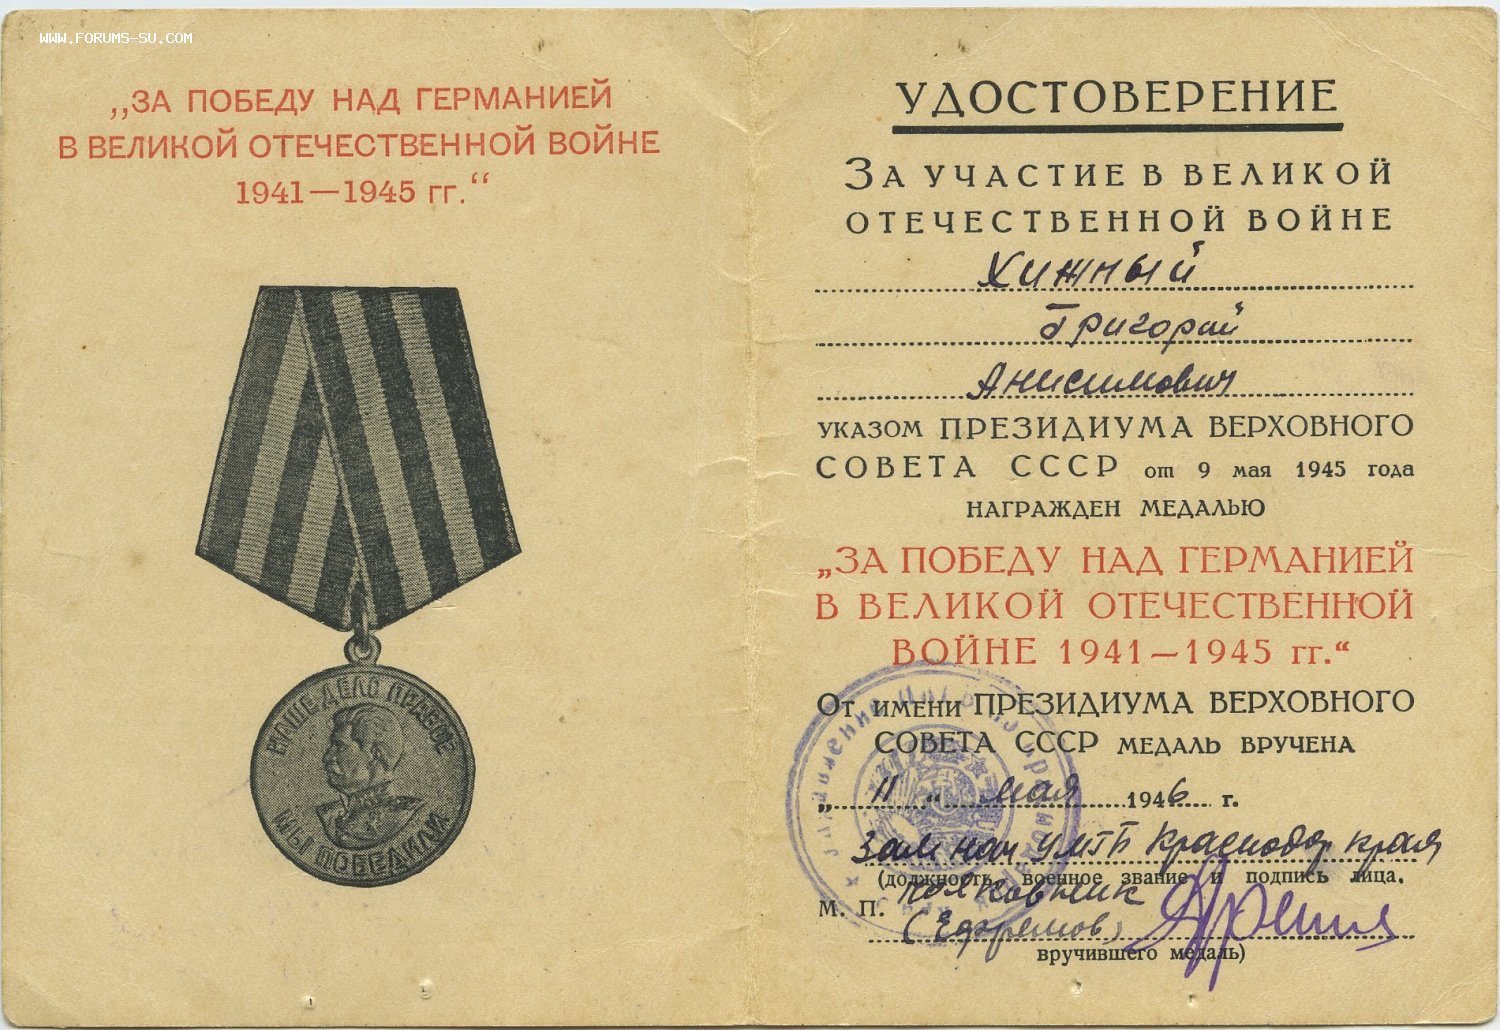 WWW.FORUMS-SU.COM
„ЗА ПОБЕДУ НАД ГЕРМАНИЕЙ
В ВЕЛИКОЙ ОТЕЧЕСТВЕННОЙ ВОЙНЕ
1941—1945 гг.“
НАШЕ ДЕЛО ПРАВОЕ
МЫ ПОБЕДИЛИ
УДОСТОВЕРЕНИЕ
ЗА УЧАСТИЕ В ВЕЛИКОЙ
ОТЕЧЕСТВЕННОЙ ВОЙНЕ
Хижный
Григорий
Анисимович
УКАЗОМ ПРЕЗИДИУМА ВЕРХОВНОГО
СОВЕТА СССР от 9 мая 1945 года
НАГРАЖДЕН МЕДАЛЬЮ
„ЗА ПОБЕДУ НАД ГЕРМАНИЕЙ
В ВЕЛИКОЙ ОТЕЧЕСТВЕННОЙ
ВОЙНЕ 1941—1945 гг.“
ОТ ИМЕНИ ПРЕЗИДИУМА ВЕРХОВНОГО
СОВЕТА СССР МЕДАЛЬ ВРУЧЕНА
„11“ мая 1946 г.
Зам нач Краснодар края
(должность, военное звание и подпись лица,
М. П. полковник
(Ефремов)
вручившего медаль)